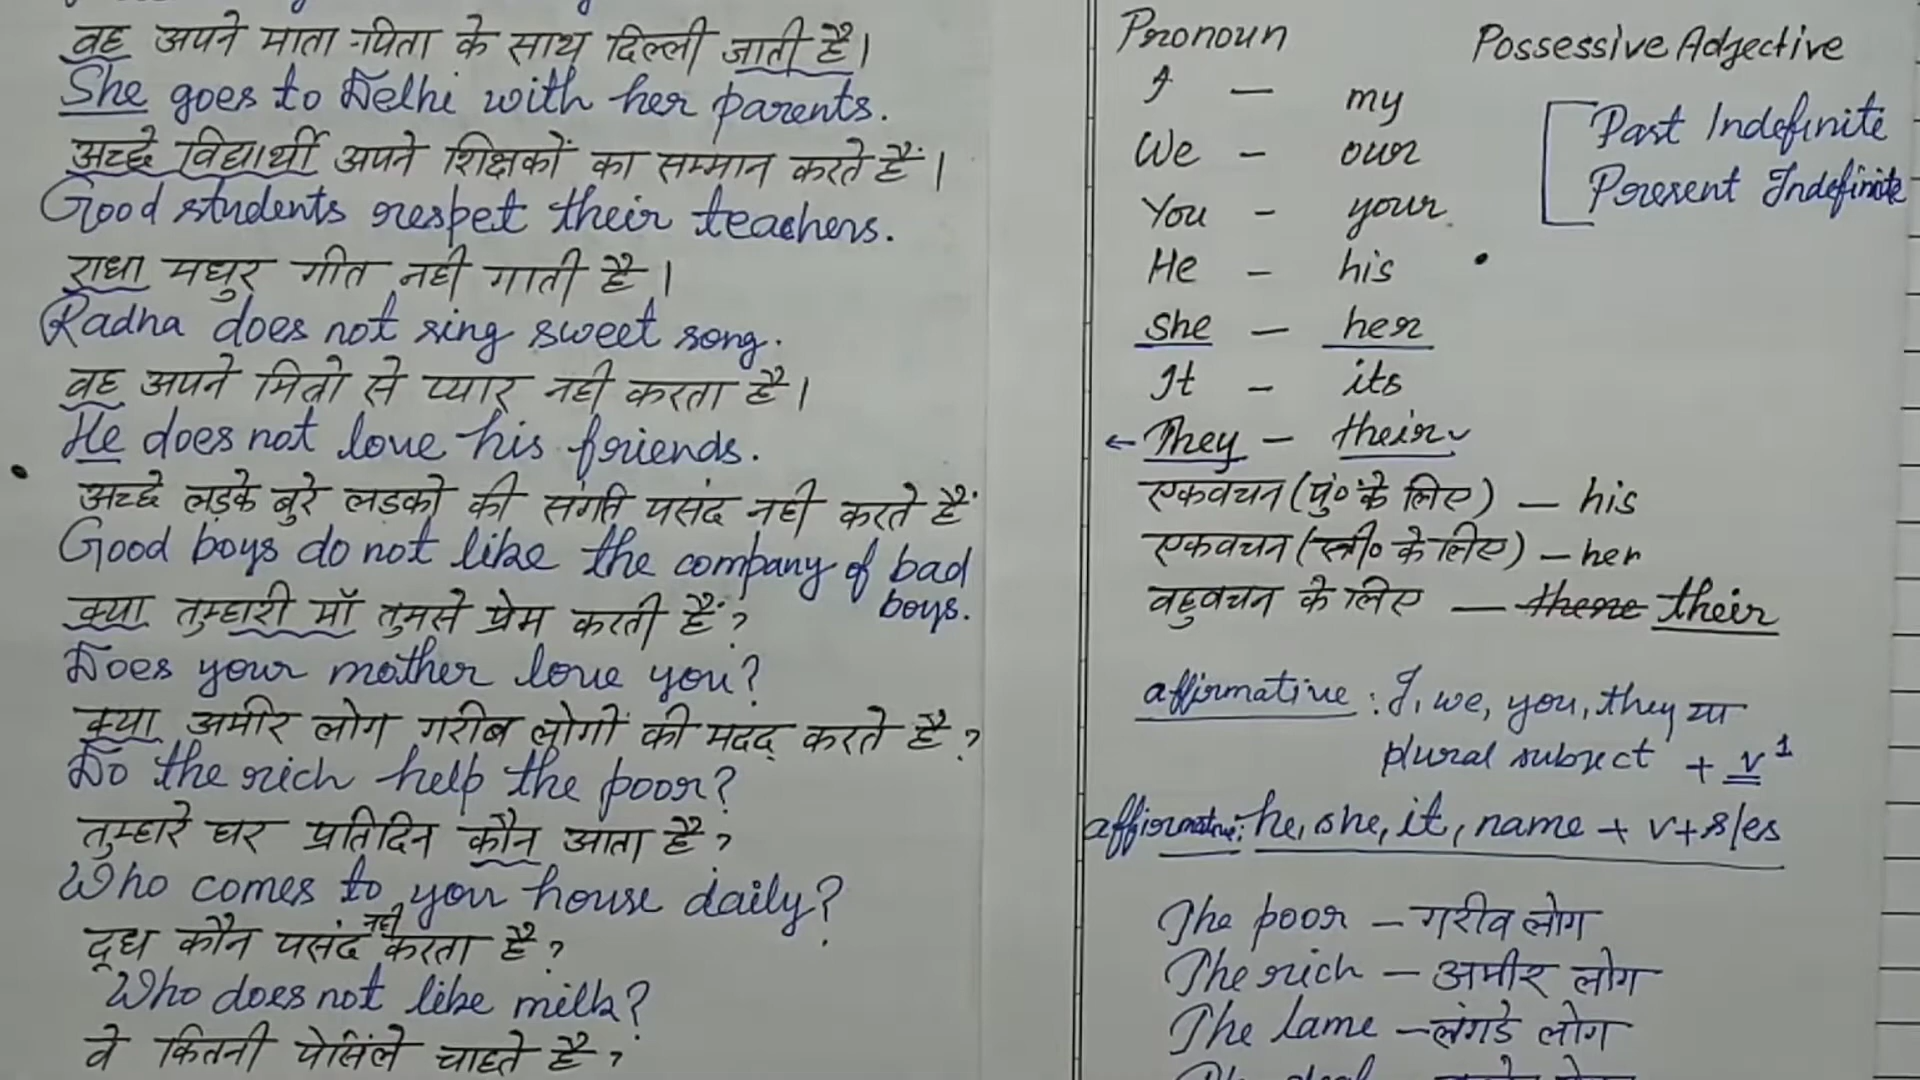 वह अपने माता-पिता के साथ दिल्ली जाती है।
She goes to Delhi with her parents.
अच्छे विद्यार्थी अपने शिक्षकों का सम्मान करते हैं।
Good students respet their teachers.
राधा मधुर गीत नही गाती है।
Radha does not sing sweet song.
वह अपने मित्रो से प्यार नही करता है।
He does not love his friends.
अच्छे लड़के बुरे लडको की संगति पसंद नही करते हैं
Good boys do not like the company of bad
boys.
क्या तुम्हारी माँ तुमसे प्रेम करती हैं?
Does your mother love you?
क्या अमीर लोग गरीब लोगों की मदद् करते है?
Do the rich help the poor?
तुम्हारे घर प्रतिदिन कौन आता है?
Who comes to your house daily?
दूध कौन पसंद नही करता है?
Who does not like milk?
वे कितनी पेंसिंले चाहते है?
Pronoun Possessive Adjective
I — my
We – our
You – your
He – his
She – her
It – its
← They – their
Past Indefinite
Present Indefinite
एकवचन (पुं० के लिए) – his
एकवचन (स्त्री० के लिए) – her
वहुवचन के लिए — there their
affirmative : I, we, you, they या
plural subject + v¹
affirmative: he, she, it, name + v+s/es
The poor – गरीव लोग
The rich – अमीर लोग
The lame – लंगडे लोग